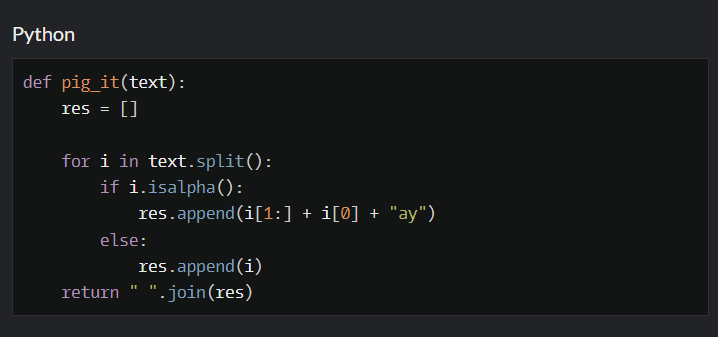 Python
def pig_it(text):
    res = []
    for i in text.split():
        if i.isalpha():
            res.append(i[1:] + i[0] + "ay")
        else:
            res.append(i)
    return " ".join(res)